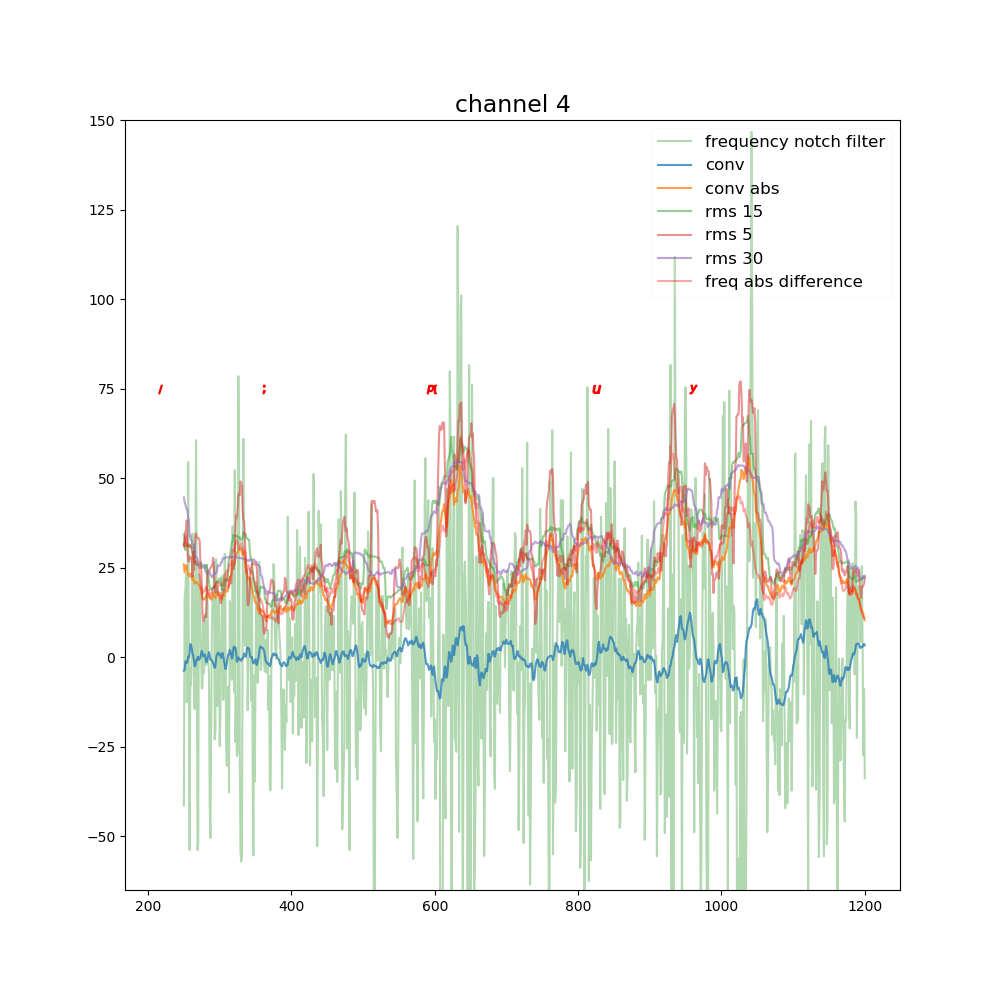 channel 4
150
125
100
75
50
25
0
−25
−50
frequency notch filter
conv
conv abs
rms 15
rms 5
rms 30
freq abs difference
/ ; p[ u y
200 400 600 800 1000 1200